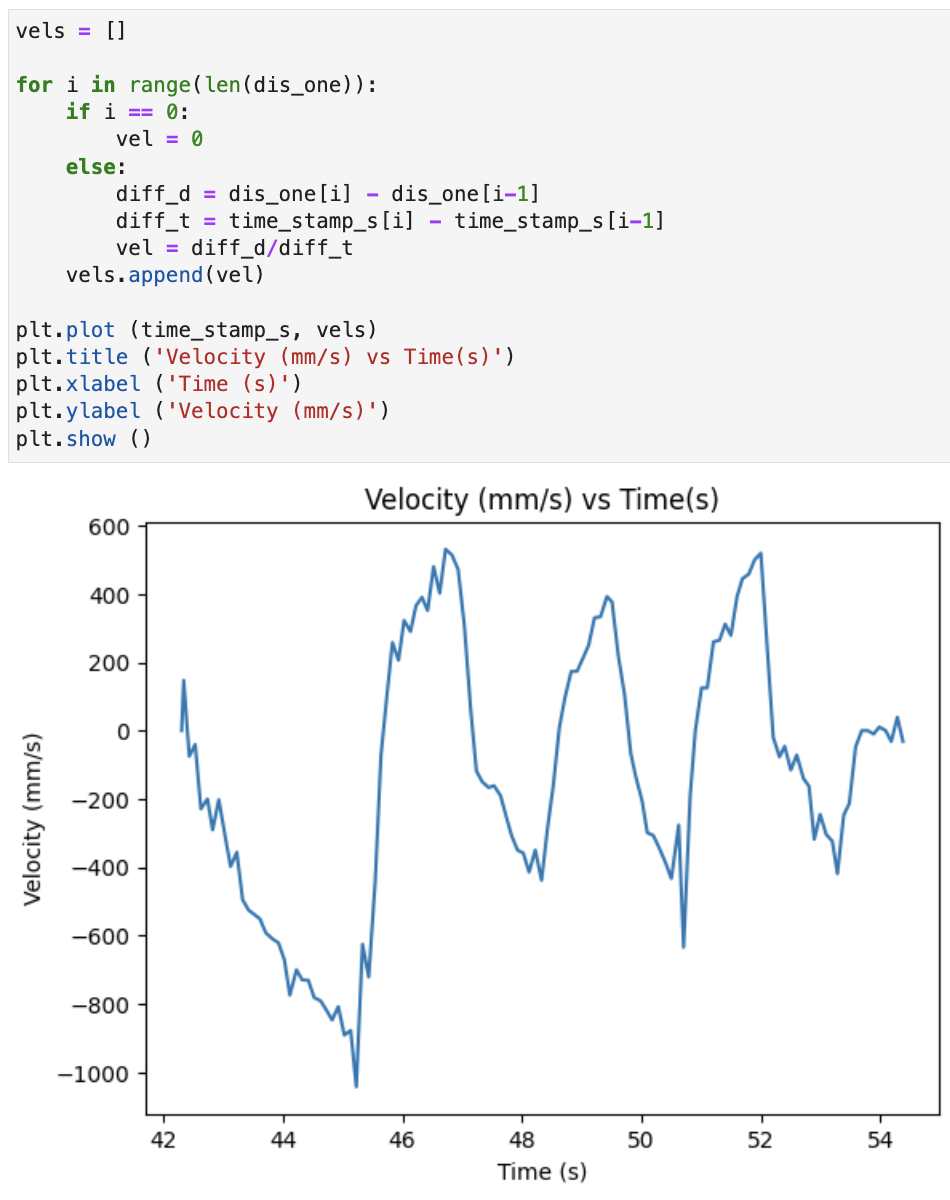 vels = []
for i in range(len(dis_one)):
    if i == 0:
        vel = 0
    else:
        diff_d = dis_one[i] - dis_one[i-1]
        diff_t = time_stamp_s[i] - time_stamp_s[i-1]
        vel = diff_d/diff_t
    vels.append(vel)
plt.plot (time_stamp_s, vels)
plt.title ('Velocity (mm/s) vs Time(s)')
plt.xlabel ('Time (s)')
plt.ylabel ('Velocity (mm/s)')
plt.show ()
Velocity (mm/s) vs Time(s)
600
400
200
0
−200
−400
−600
−800
−1000
Velocity (mm/s)
42 44 46 48 50 52 54
Time (s)